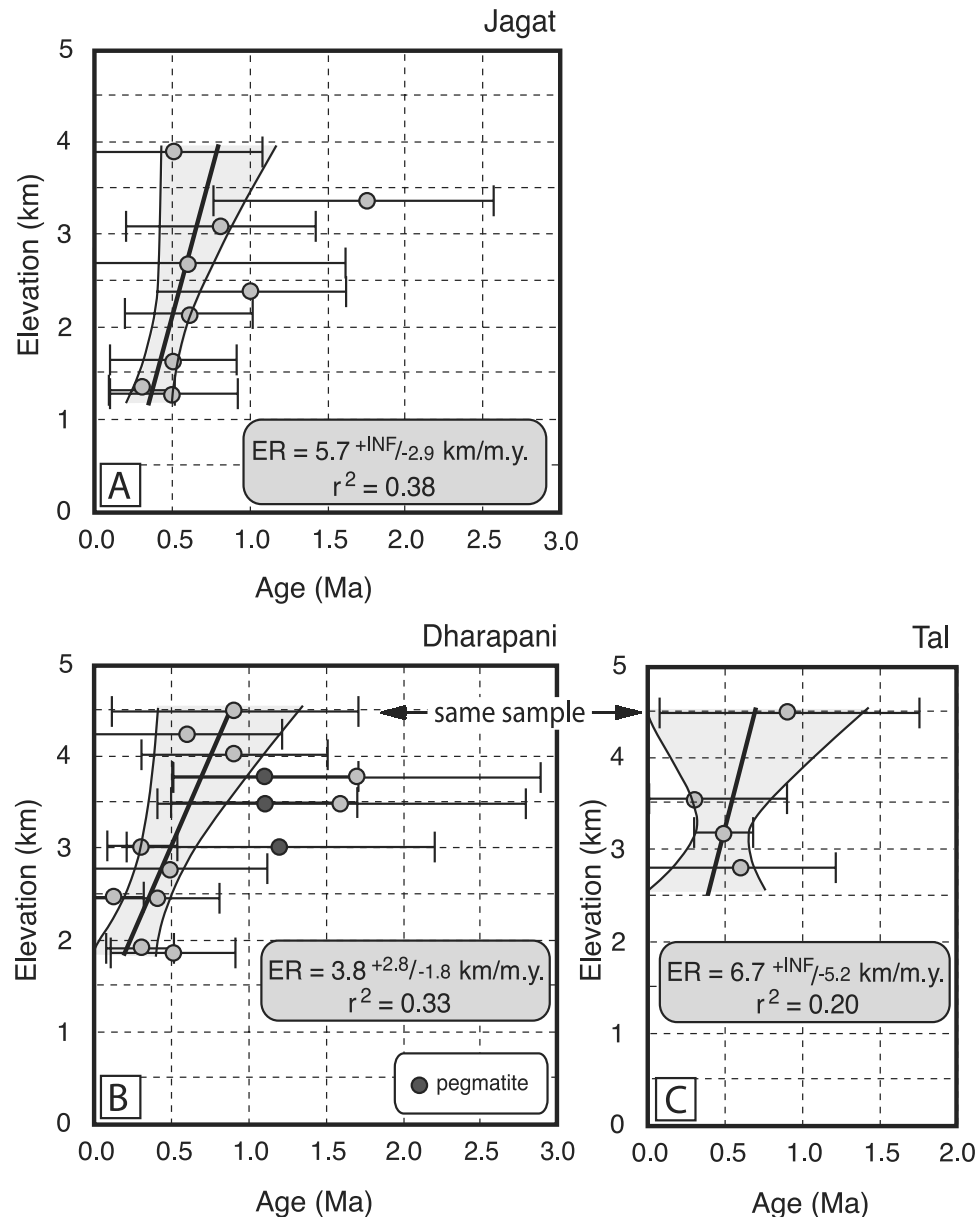 Jagat
5
4
3
2
1
0
Elevation (km)
ER = 5.7 +INF/-2.9 km/m.y.
r² = 0.38
A
0.0 0.5 1.0 1.5 2.0 2.5 3.0
Age (Ma)
Dharapani
5
4
3
2
1
0
Elevation (km)
same sample
ER = 3.8 +2.8/-1.8 km/m.y.
r² = 0.33
pegmatite
B
0.0 0.5 1.0 1.5 2.0 2.5 3.0
Age (Ma)
Tal
5
4
3
2
1
0
Elevation (km)
ER = 6.7 +INF/-5.2 km/m.y.
r² = 0.20
C
0.0 0.5 1.0 1.5 2.0
Age (Ma)